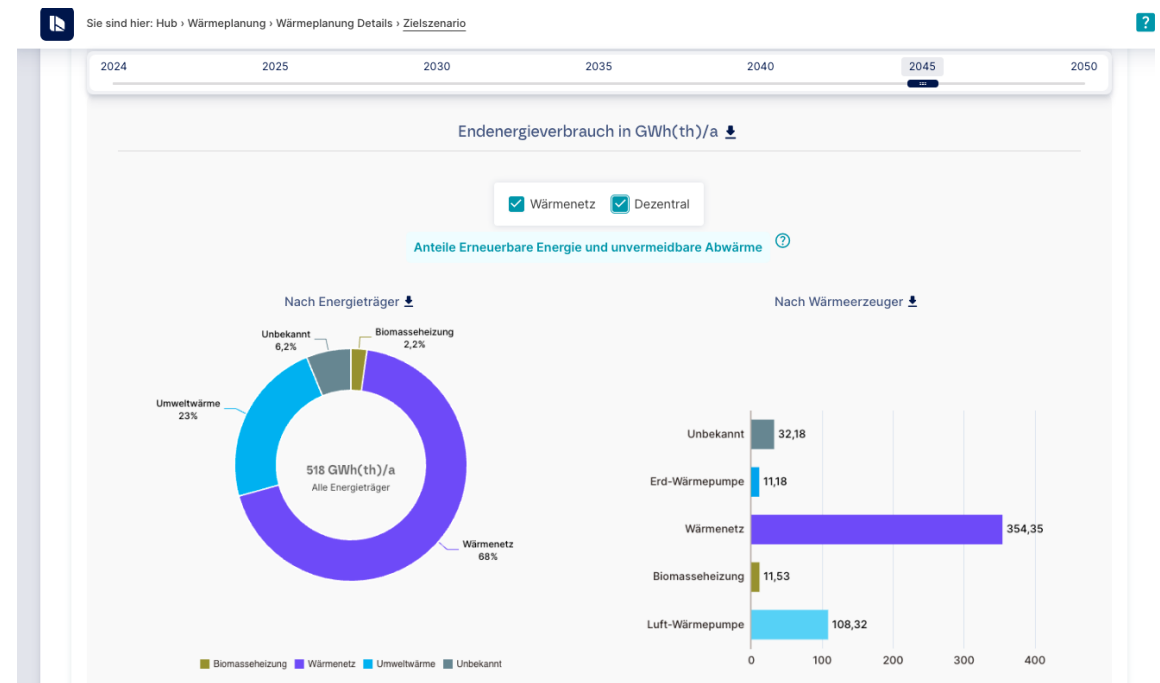 Sie sind hier: Hub › Wärmeplanung › Wärmeplanung Details › Zielszenario
?
2024 2025 2030 2035 2040 2045 2050
Endenergieverbrauch in GWh(th)/a
Wärmenetz Dezentral
Anteile Erneuerbare Energie und unvermeidbare Abwärme ?
Nach Energieträger
Unbekannt
6,2%
Biomasseheizung
2,2%
Umweltwärme
23%
518 GWh(th)/a
Alle Energieträger
Wärmenetz
68%
Biomasseheizung Wärmenetz Umweltwärme Unbekannt
Nach Wärmeerzeuger
Unbekannt 32,18
Erd-Wärmepumpe 11,18
Wärmenetz 354,35
Biomasseheizung 11,53
Luft-Wärmepumpe 108,32
0 100 200 300 400